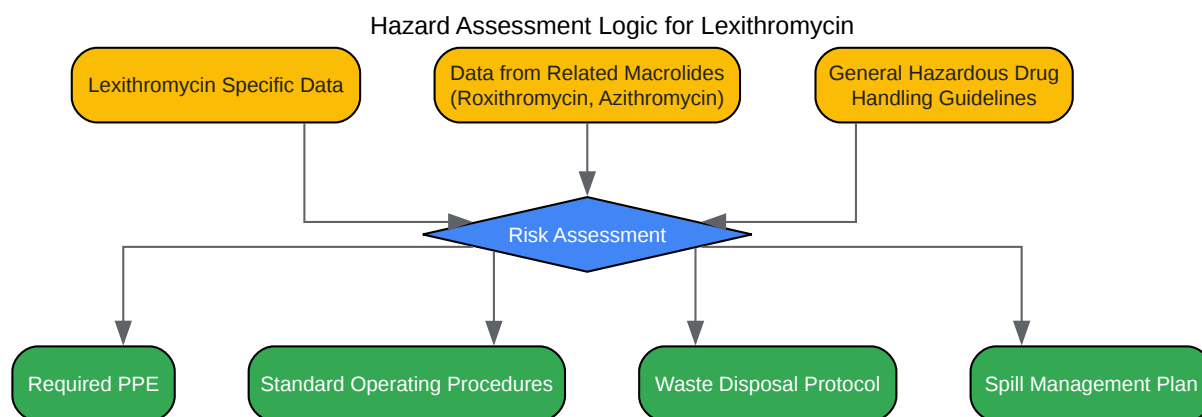 Hazard Assessment Logic for Lexithromycin
Lexithromycin Specific Data
Data from Related Macrolides
(Roxithromycin, Azithromycin)
General Hazardous Drug
Handling Guidelines
Risk Assessment
Required PPE
Standard Operating Procedures
Waste Disposal Protocol
Spill Management Plan